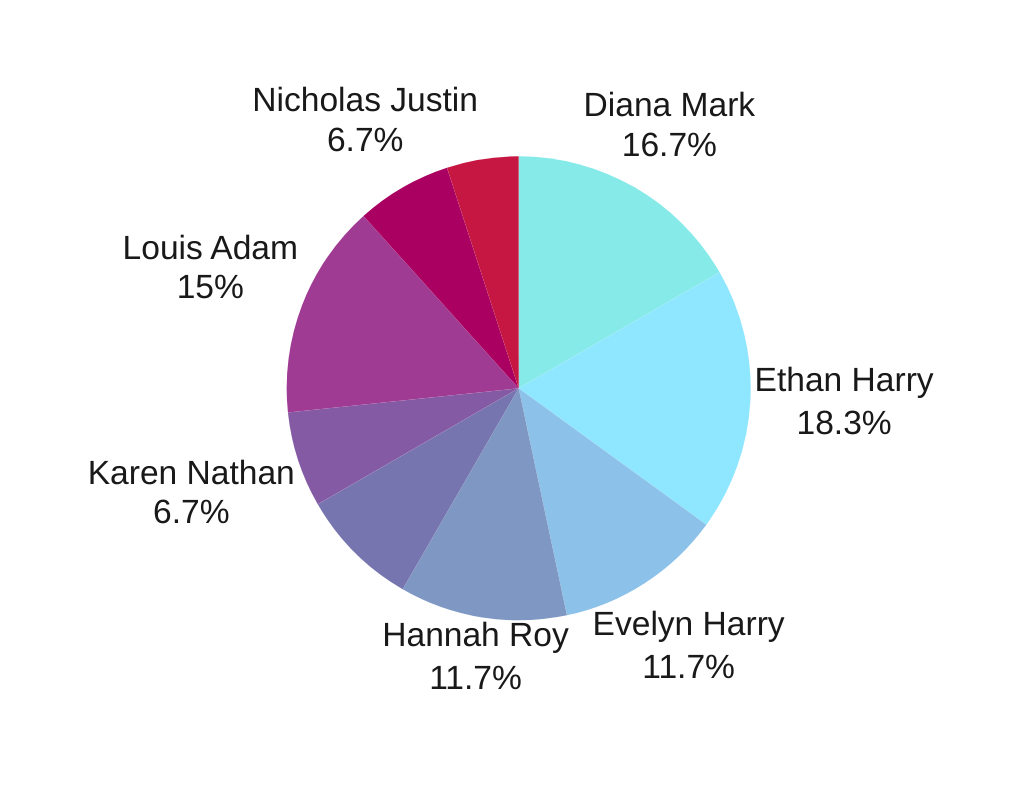 Nicholas Justin
6.7%
Diana Mark
16.7%
Louis Adam
15%
Ethan Harry
18.3%
Karen Nathan
6.7%
Hannah Roy
11.7%
Evelyn Harry
11.7%